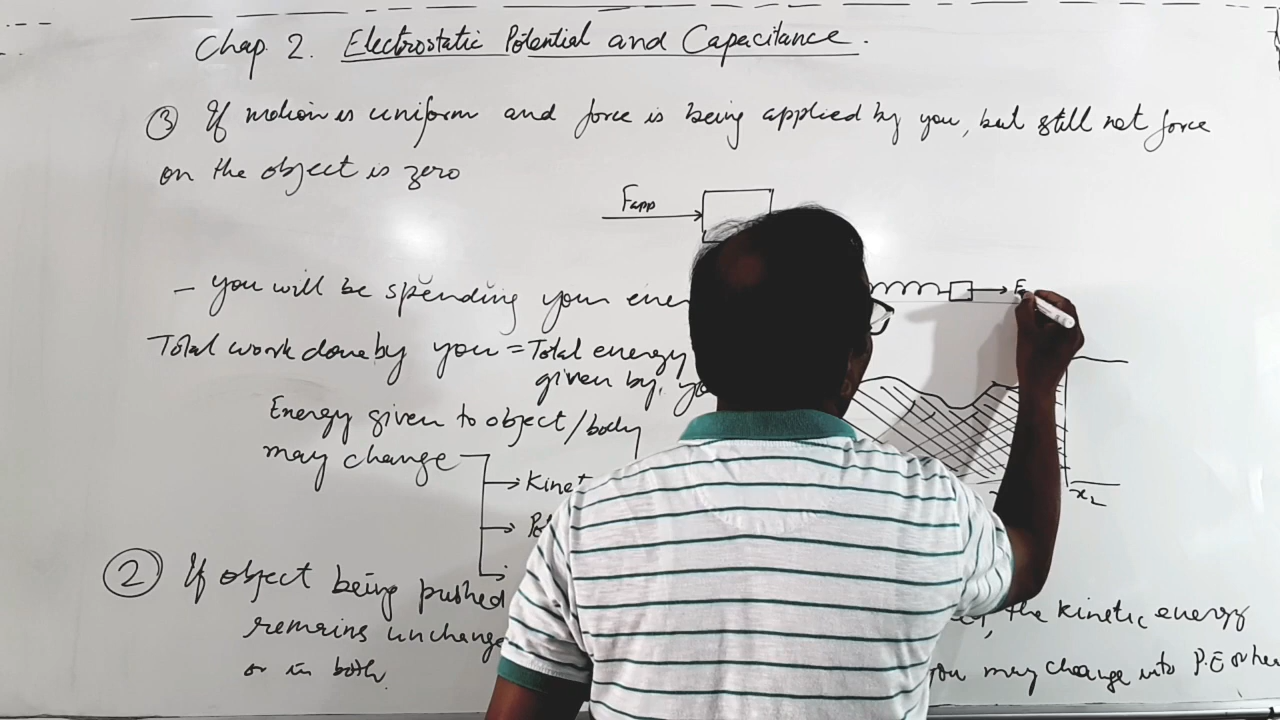 Chap 2. Electrostatic Potential and Capacitance.
③ If motion is uniform and force is being applied by you, but still net force
on the object is zero
Fapp
- you will be spending your ener
F
Total work done by you = Total energy
given by yo
Energy given to object/body
may change
→ Kinet
→ Po
x₂
② If object being pushed
the kinetic energy
remains unchange
you may change into P.E or hea
or in both.